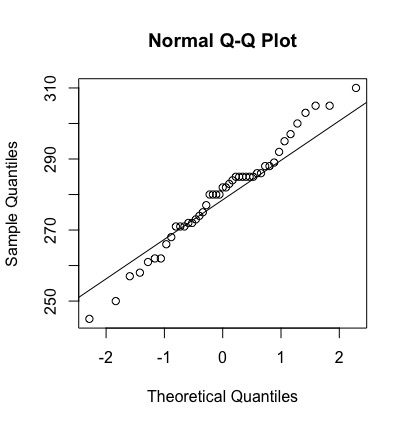 Normal Q-Q Plot
310
290
270
250
Sample Quantiles
-2 -1 0 1 2
Theoretical Quantiles